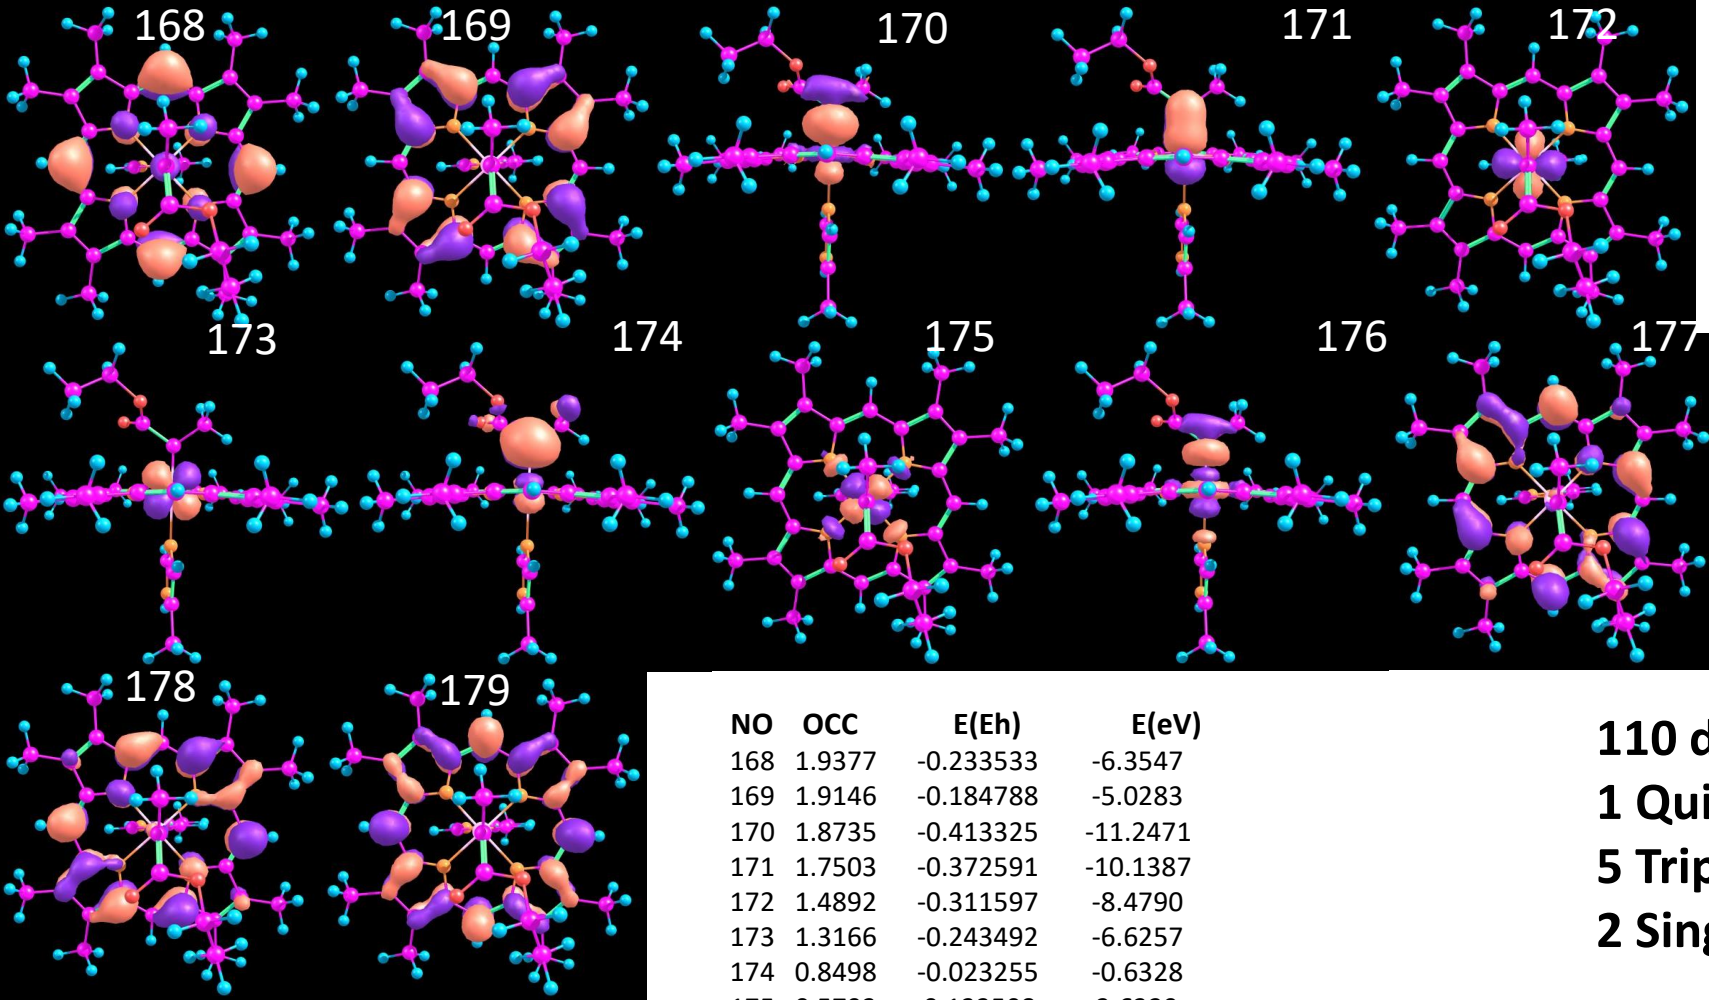 168
169
170
171
172
173
174
175
176
177
178
179
NO OCC E(Eh) E(eV)
168 1.9377 -0.233533 -6.3547
169 1.9146 -0.184788 -5.0283
170 1.8735 -0.413325 -11.2471
171 1.7503 -0.372591 -10.1387
172 1.4892 -0.311597 -8.4790
173 1.3166 -0.243492 -6.6257
174 0.8498 -0.023255 -0.6328
110 d
1 Qui
5 Trip
2 Sing